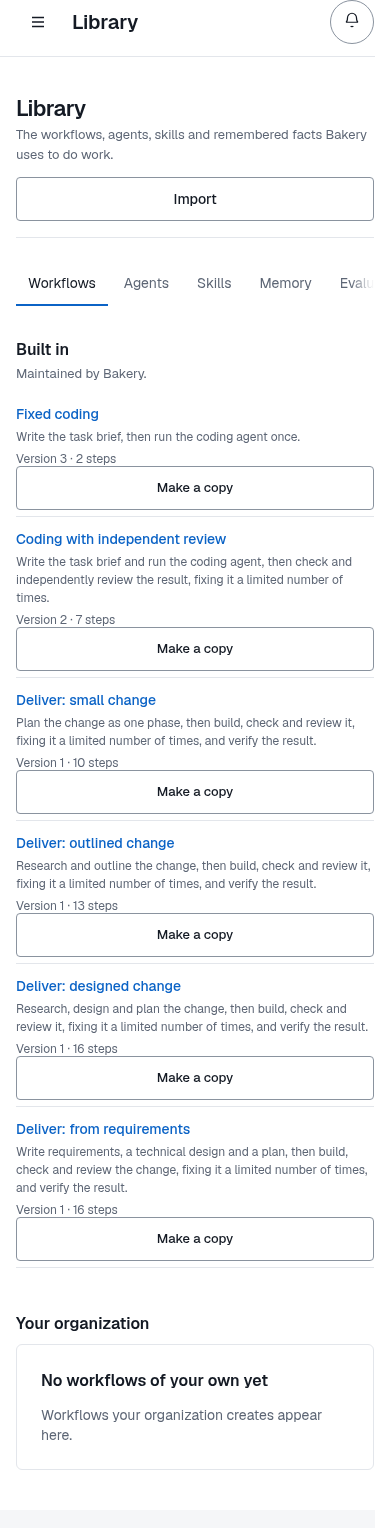 Library
Library
The workflows, agents, skills and remembered facts Bakery
uses to do work.
Import
Workflows Agents Skills Memory
Built in
Maintained by Bakery.
Fixed coding
Write the task brief, then run the coding agent once.
Version 3 · 2 steps
Make a copy
Coding with independent review
Write the task brief and run the coding agent, then check and
independently review the result, fixing it a limited number of
times.
Version 2 · 7 steps
Make a copy
Deliver: small change
Plan the change as one phase, then build, check and review it,
fixing it a limited number of times, and verify the result.
Version 1 · 10 steps
Make a copy
Deliver: outlined change
Research and outline the change, then build, check and review it,
fixing it a limited number of times, and verify the result.
Version 1 · 13 steps
Make a copy
Deliver: designed change
Research, design and plan the change, then build, check and
review it, fixing it a limited number of times, and verify the result.
Version 1 · 16 steps
Make a copy
Deliver: from requirements
Write requirements, a technical design and a plan, then build,
check and review the change, fixing it a limited number of times,
and verify the result.
Version 1 · 16 steps
Make a copy
Your organization
No workflows of your own yet
Workflows your organization creates appear
here.